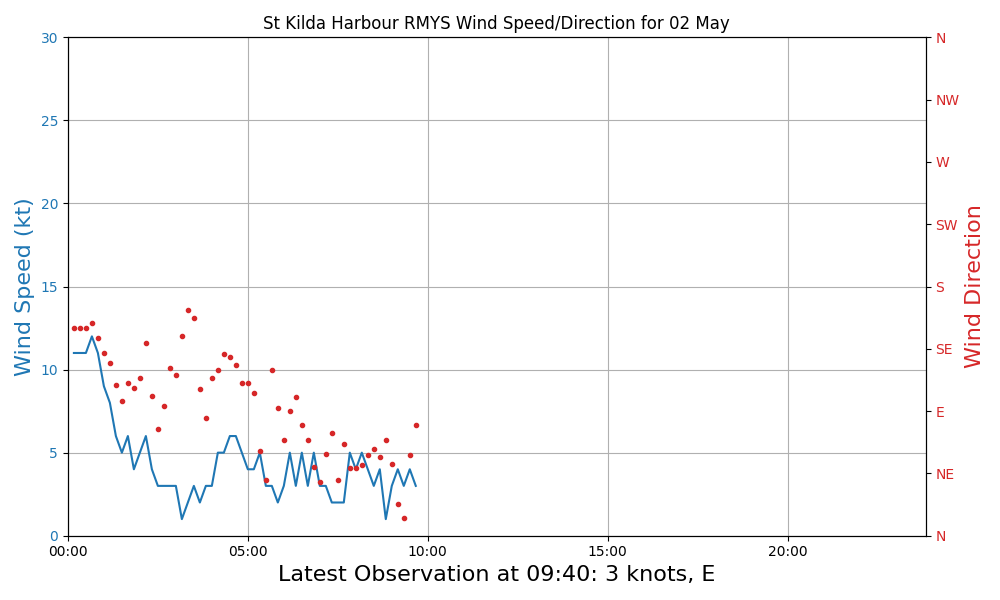 St Kilda Harbour RMYS Wind Speed/Direction for 02 May
30
25
20
15
10
5
0
Wind Speed (kt)
N
NW
W
SW
S
SE
E
NE
N
Wind Direction
00:00
05:00
10:00
15:00
20:00
Latest Observation at 09:40: 3 knots, E